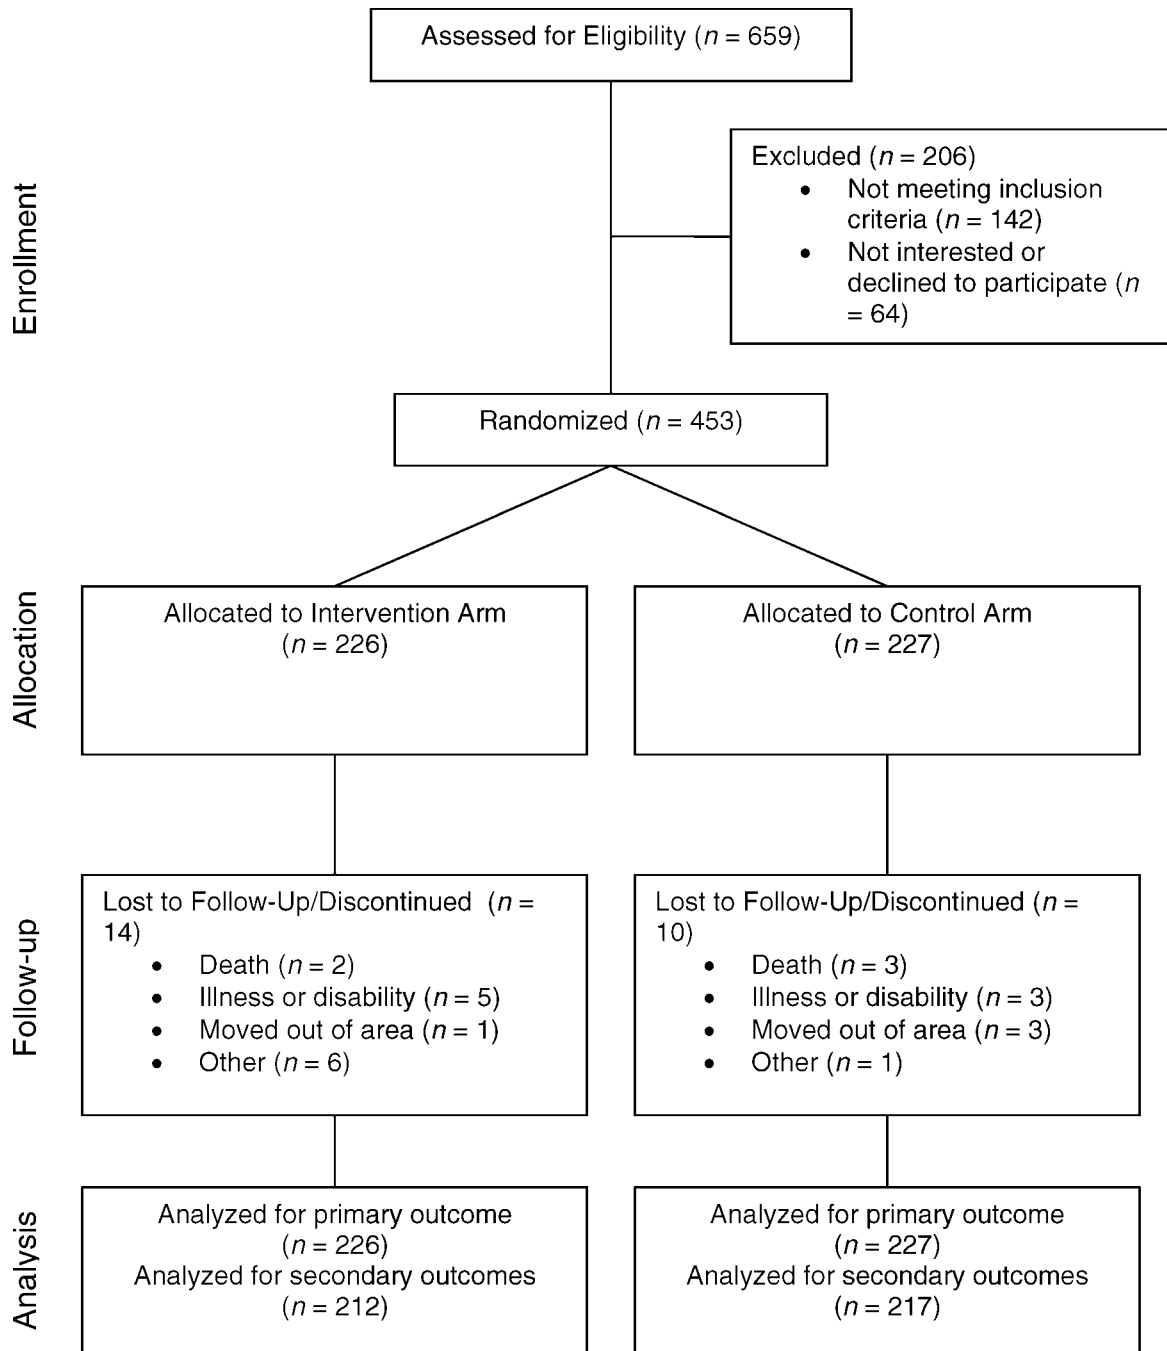 Assessed for Eligibility (n = 659)
Enrollment
Excluded (n = 206)
• Not meeting inclusion
criteria (n = 142)
• Not interested or
declined to participate (n
= 64)
Randomized (n = 453)
Allocation
Allocated to Intervention Arm
(n = 226)
Allocated to Control Arm
(n = 227)
Follow-up
Lost to Follow-Up/Discontinued (n =
14)
• Death (n = 2)
• Illness or disability (n = 5)
• Moved out of area (n = 1)
• Other (n = 6)
Lost to Follow-Up/Discontinued (n =
10)
• Death (n = 3)
• Illness or disability (n = 3)
• Moved out of area (n = 3)
• Other (n = 1)
Analysis
Analyzed for primary outcome
(n = 226)
Analyzed for secondary outcomes
(n = 212)
Analyzed for primary outcome
(n = 227)
Analyzed for secondary outcomes
(n = 217)